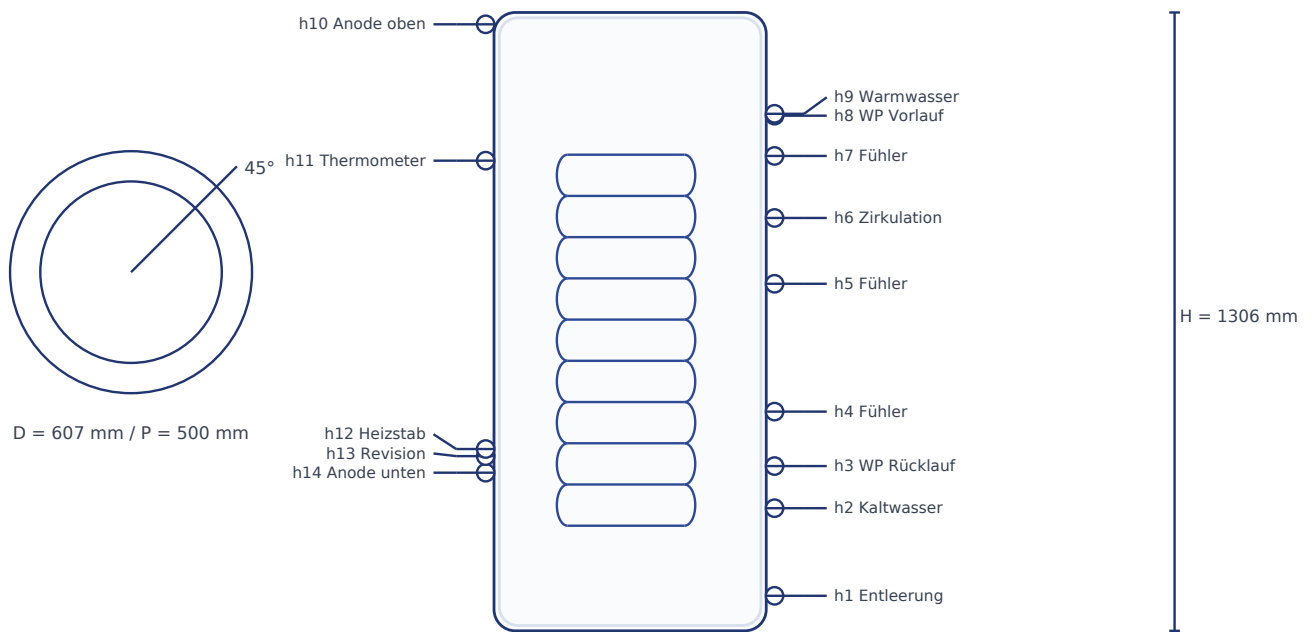 h10 Anode oben
h9 Warmwasser
h8 WP Vorlauf
h7 Fühler
45°
h11 Thermometer
h6 Zirkulation
h5 Fühler
H = 1306 mm
h4 Fühler
D = 607 mm / P = 500 mm
h12 Heizstab
h13 Revision
h14 Anode unten
h3 WP Rücklauf
h2 Kaltwasser
h1 Entleerung